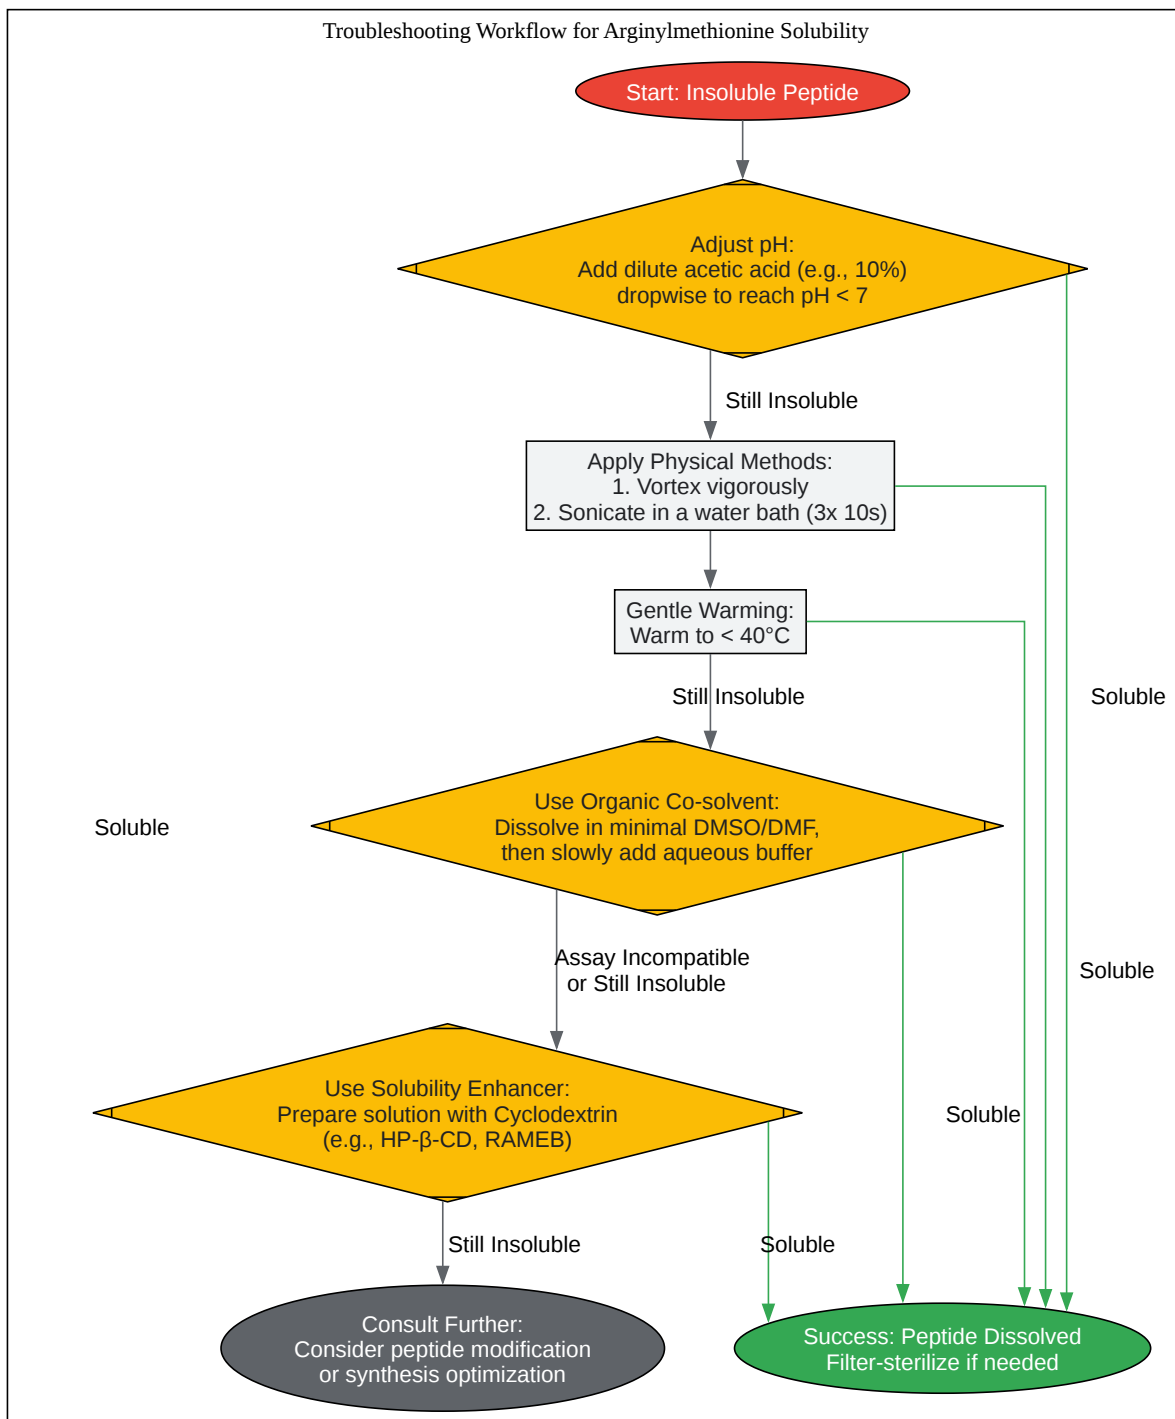 Troubleshooting Workflow for Arginylmethionine Solubility
Start: Insoluble Peptide
Adjust pH:
Add dilute acetic acid (e.g., 10%)
dropwise to reach pH < 7
Still Insoluble
Apply Physical Methods:
1. Vortex vigorously
2. Sonicate in a water bath (3x 10s)
Gentle Warming:
Warm to < 40°C
Still Insoluble
Soluble
Use Organic Co-solvent:
Dissolve in minimal DMSO/DMF,
then slowly add aqueous buffer
Soluble
Assay Incompatible
or Still Insoluble
Soluble
Use Solubility Enhancer:
Prepare solution with Cyclodextrin
(e.g., HP-β-CD, RAMEB)
Soluble
Still Insoluble
Soluble
Consult Further:
Consider peptide modification
or synthesis optimization
Success: Peptide Dissolved
Filter-sterilize if needed